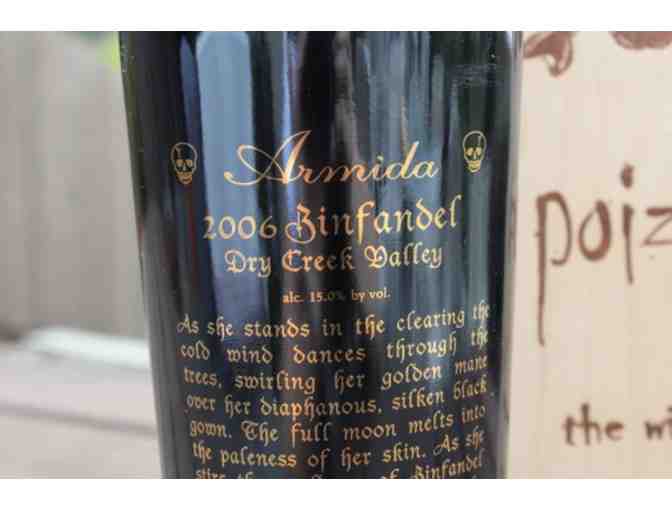 Armida
2006 Zinfandel
Dry Creek Valley
alc. 15.0% by vol.
As she stands in the clearing the
cold wind dances through the
trees, swirling her golden mane
over her diaphanous, silken black
gown. The full moon melts into
the paleness of her skin. As she
of Zinfandel
poiz
the wi